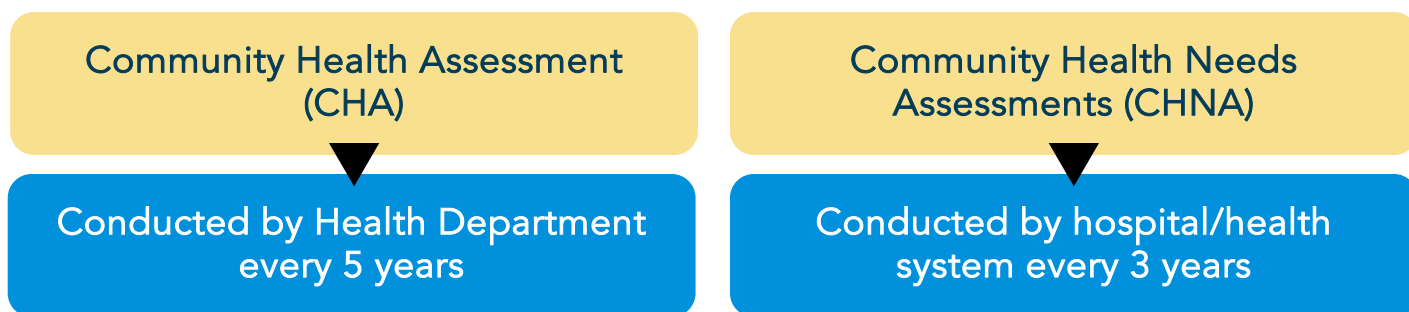 Community Health Assessment
(CHA)
Conducted by Health Department
every 5 years
Community Health Needs
Assessments (CHNA)
Conducted by hospital/health
system every 3 years